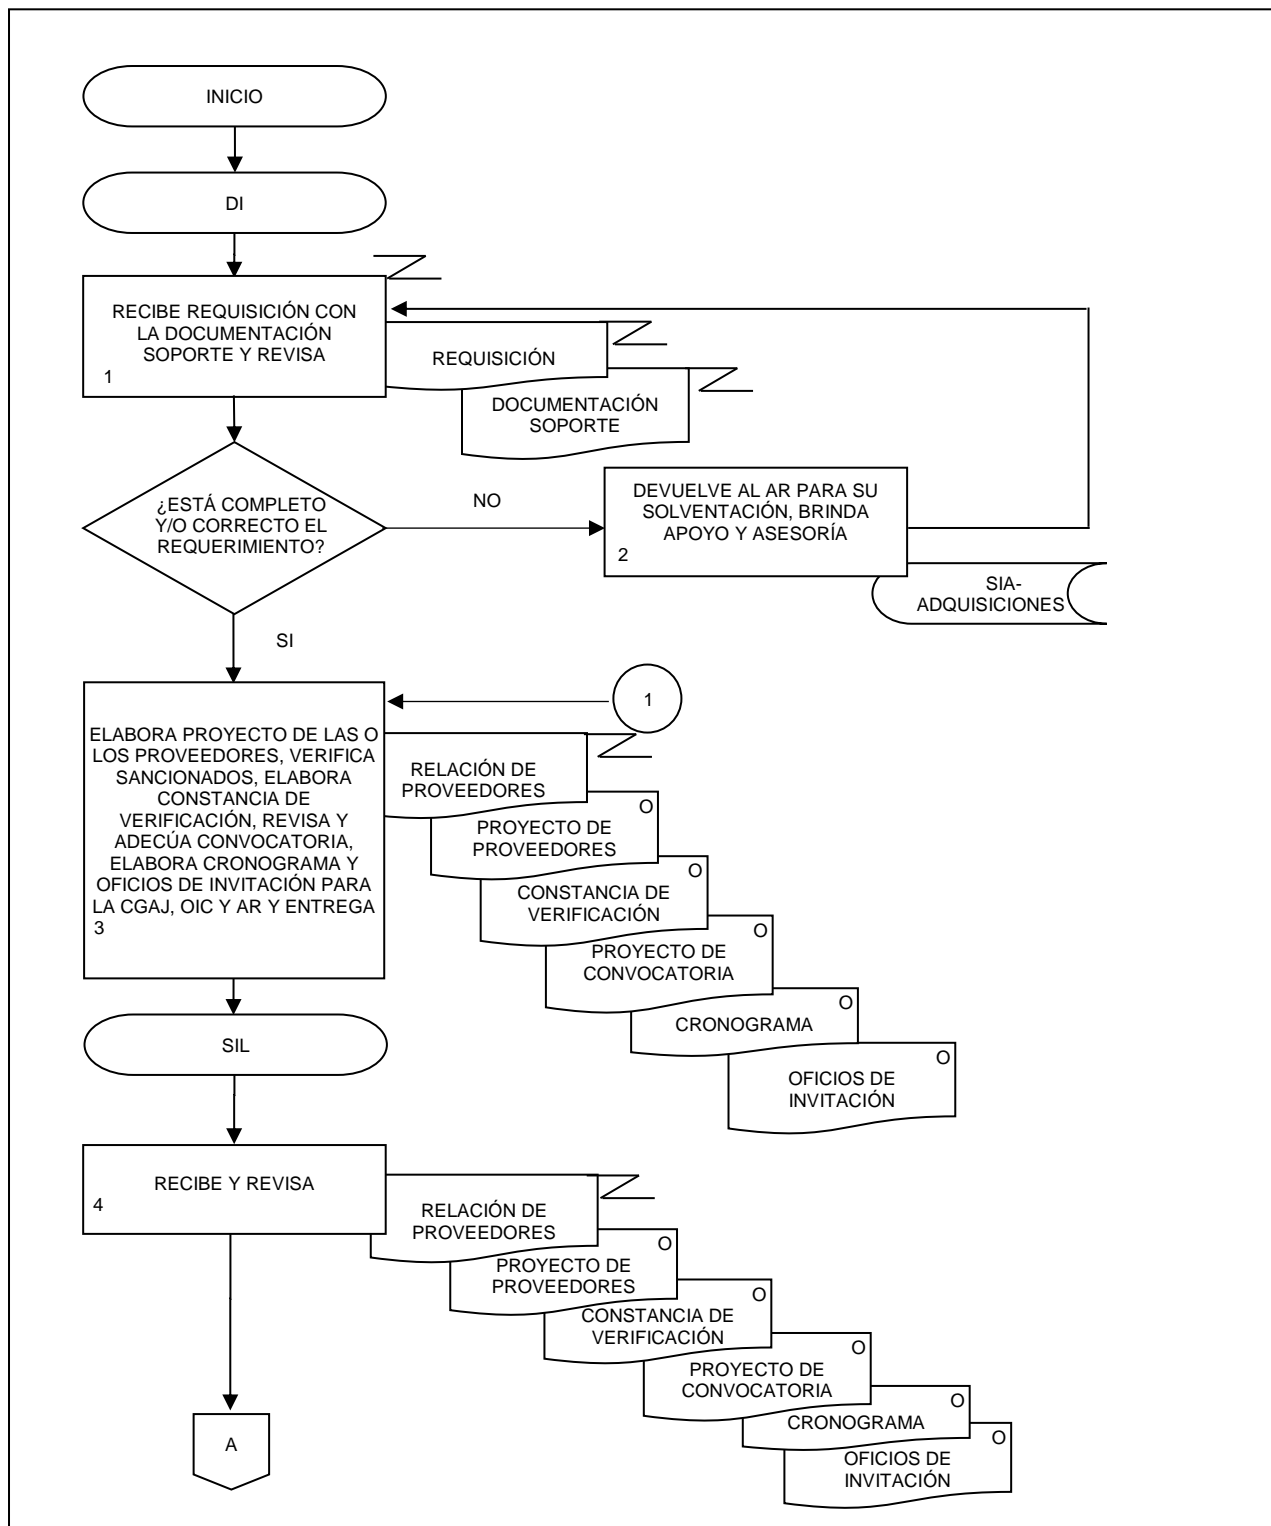 INICIO
DI
RECIBE REQUISICIÓN CON
LA DOCUMENTACIÓN
SOPORTE Y REVISA
1
REQUISICIÓN
DOCUMENTACIÓN
SOPORTE
¿ESTÁ COMPLETO
Y/O CORRECTO EL
REQUERIMIENTO?
NO
DEVUELVE AL AR PARA SU
SOLVENTACIÓN, BRINDA
APOYO Y ASESORÍA
2
SIA-
ADQUISICIONES
SI
1
ELABORA PROYECTO DE LAS O
LOS PROVEEDORES, VERIFICA
SANCIONADOS, ELABORA
CONSTANCIA DE
VERIFICACIÓN, REVISA Y
ADECÚA CONVOCATORIA,
ELABORA CRONOGRAMA Y
OFICIOS DE INVITACIÓN PARA
LA CGAJ, OIC Y AR Y ENTREGA
3
RELACIÓN DE
PROVEEDORES
O
PROYECTO DE
PROVEEDORES
O
CONSTANCIA DE
VERIFICACIÓN
O
PROYECTO DE
CONVOCATORIA
O
CRONOGRAMA
O
OFICIOS DE
INVITACIÓN
SIL
RECIBE Y REVISA
4
RELACIÓN DE
PROVEEDORES
O
PROYECTO DE
PROVEEDORES
O
CONSTANCIA DE
VERIFICACIÓN
O
PROYECTO DE
CONVOCATORIA
O
CRONOGRAMA
O
OFICIOS DE
INVITACIÓN
A